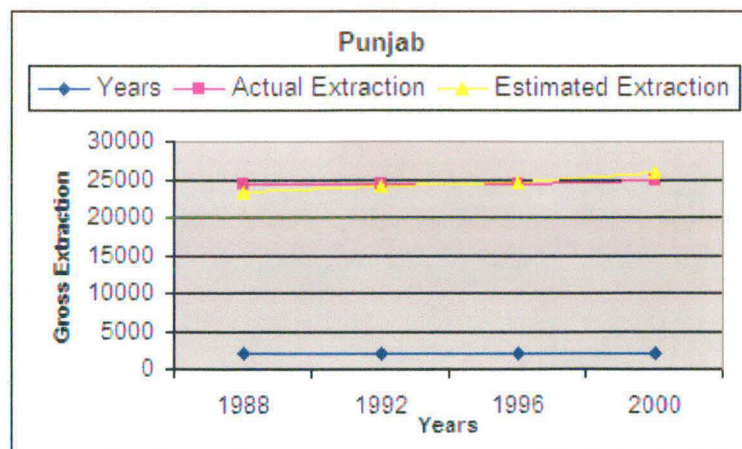 Punjab
Years Actual Extraction Estimated Extraction
30000
25000
20000
15000
10000
5000
0
Gross Extraction
1988 1992 1996 2000
Years